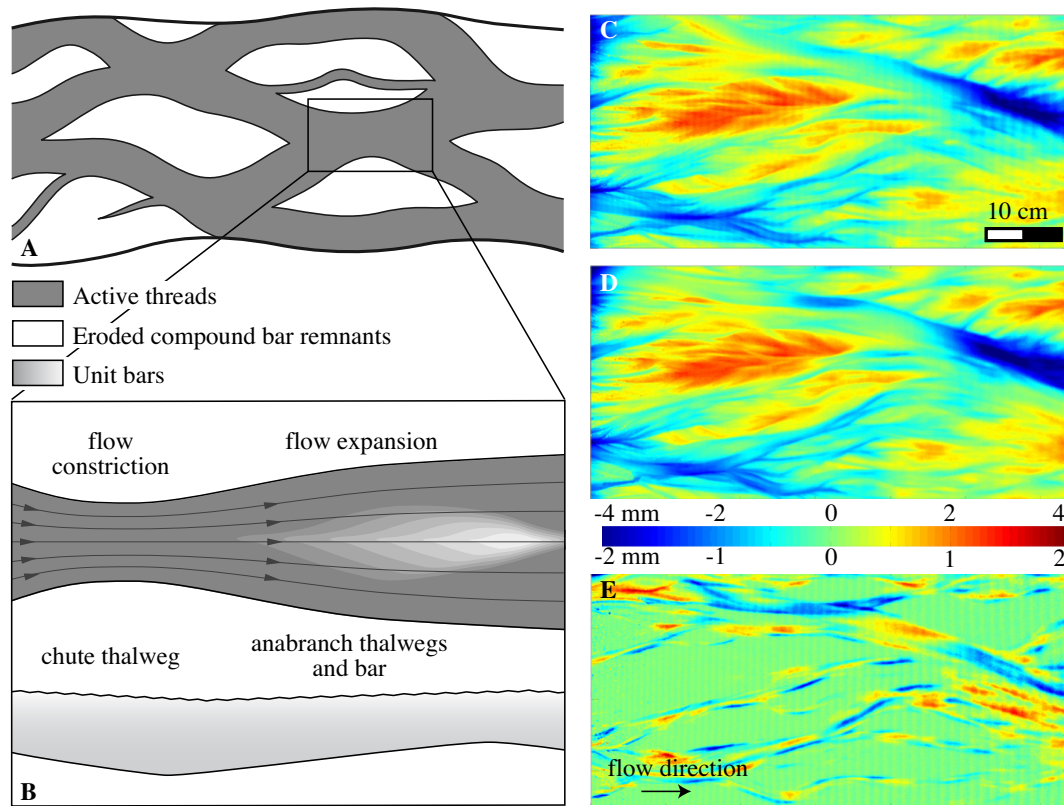 A
Active threads
Eroded compound bar remnants
Unit bars
flow
constriction
flow expansion
chute thalweg
anabranch thalwegs
and bar
B
C
10 cm
D
-4 mm -2 0 2 4
-2 mm -1 0 1 2
E
flow direction